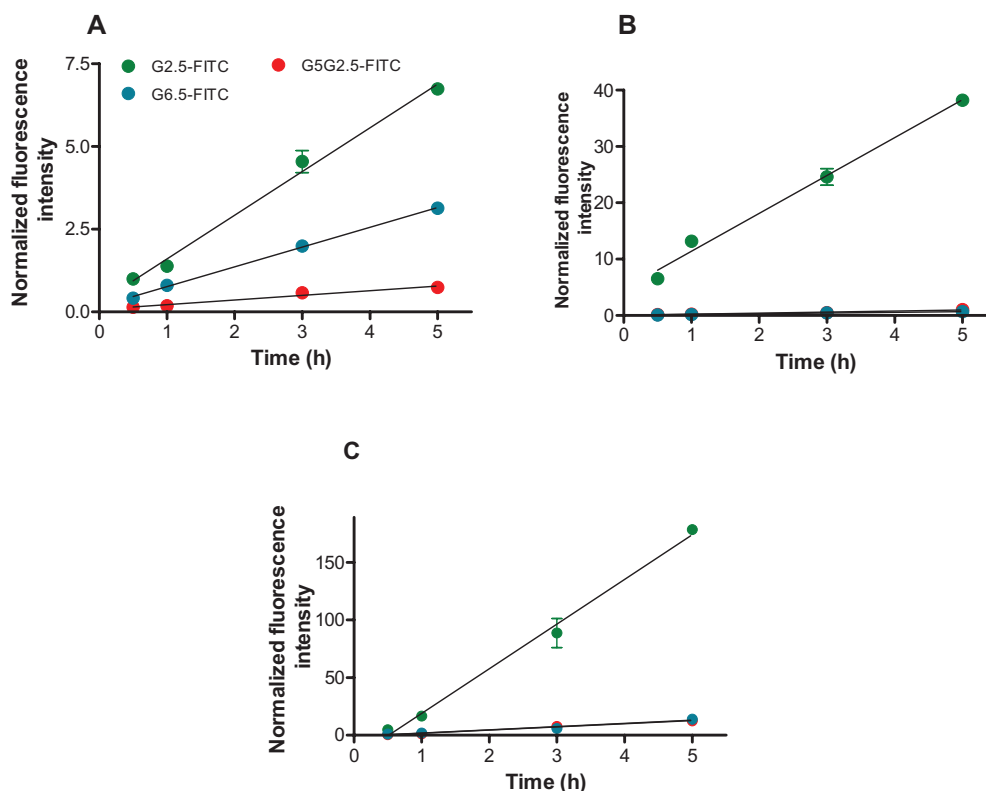 A
G2.5-FITC
G5G2.5-FITC
G6.5-FITC
Normalized fluorescence
intensity
7.5
5.0
2.5
0.0
0 1 2 3 4 5
Time (h)
B
Normalized fluorescence
intensity
40
30
20
10
0
0 1 2 3 4 5
Time (h)
C
Normalized fluorescence
intensity
150
100
50
0
0 1 2 3 4 5
Time (h)